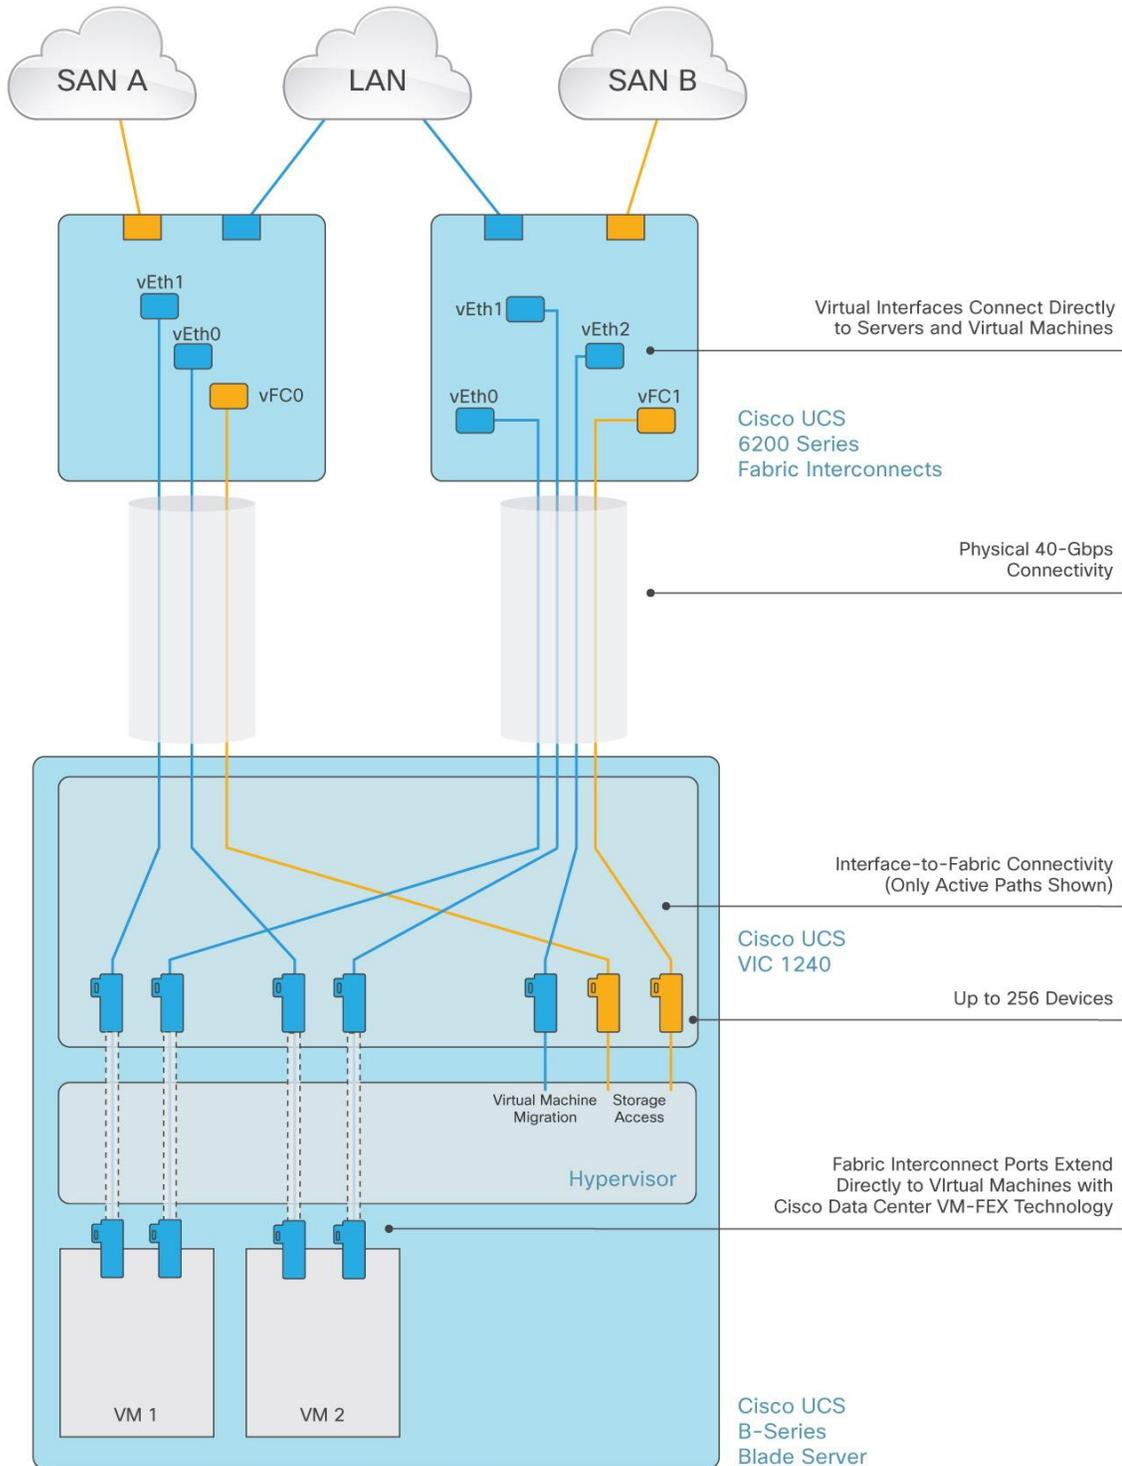 SAN A
LAN
SAN B
vEth1
vEth0
vFC0
vEth1
vEth2
vEth0
vFC1
Virtual Interfaces Connect Directly
to Servers and Virtual Machines
Cisco UCS
6200 Series
Fabric Interconnects
Physical 40-Gbps
Connectivity
Interface-to-Fabric Connectivity
(Only Active Paths Shown)
Cisco UCS
VIC 1240
Up to 256 Devices
Virtual Machine
Migration
Storage
Access
Hypervisor
Fabric Interconnect Ports Extend
Directly to VIrtual Machines with
Cisco Data Center VM-FEX Technology
VM 1
VM 2
Cisco UCS
B-Series
Blade Server